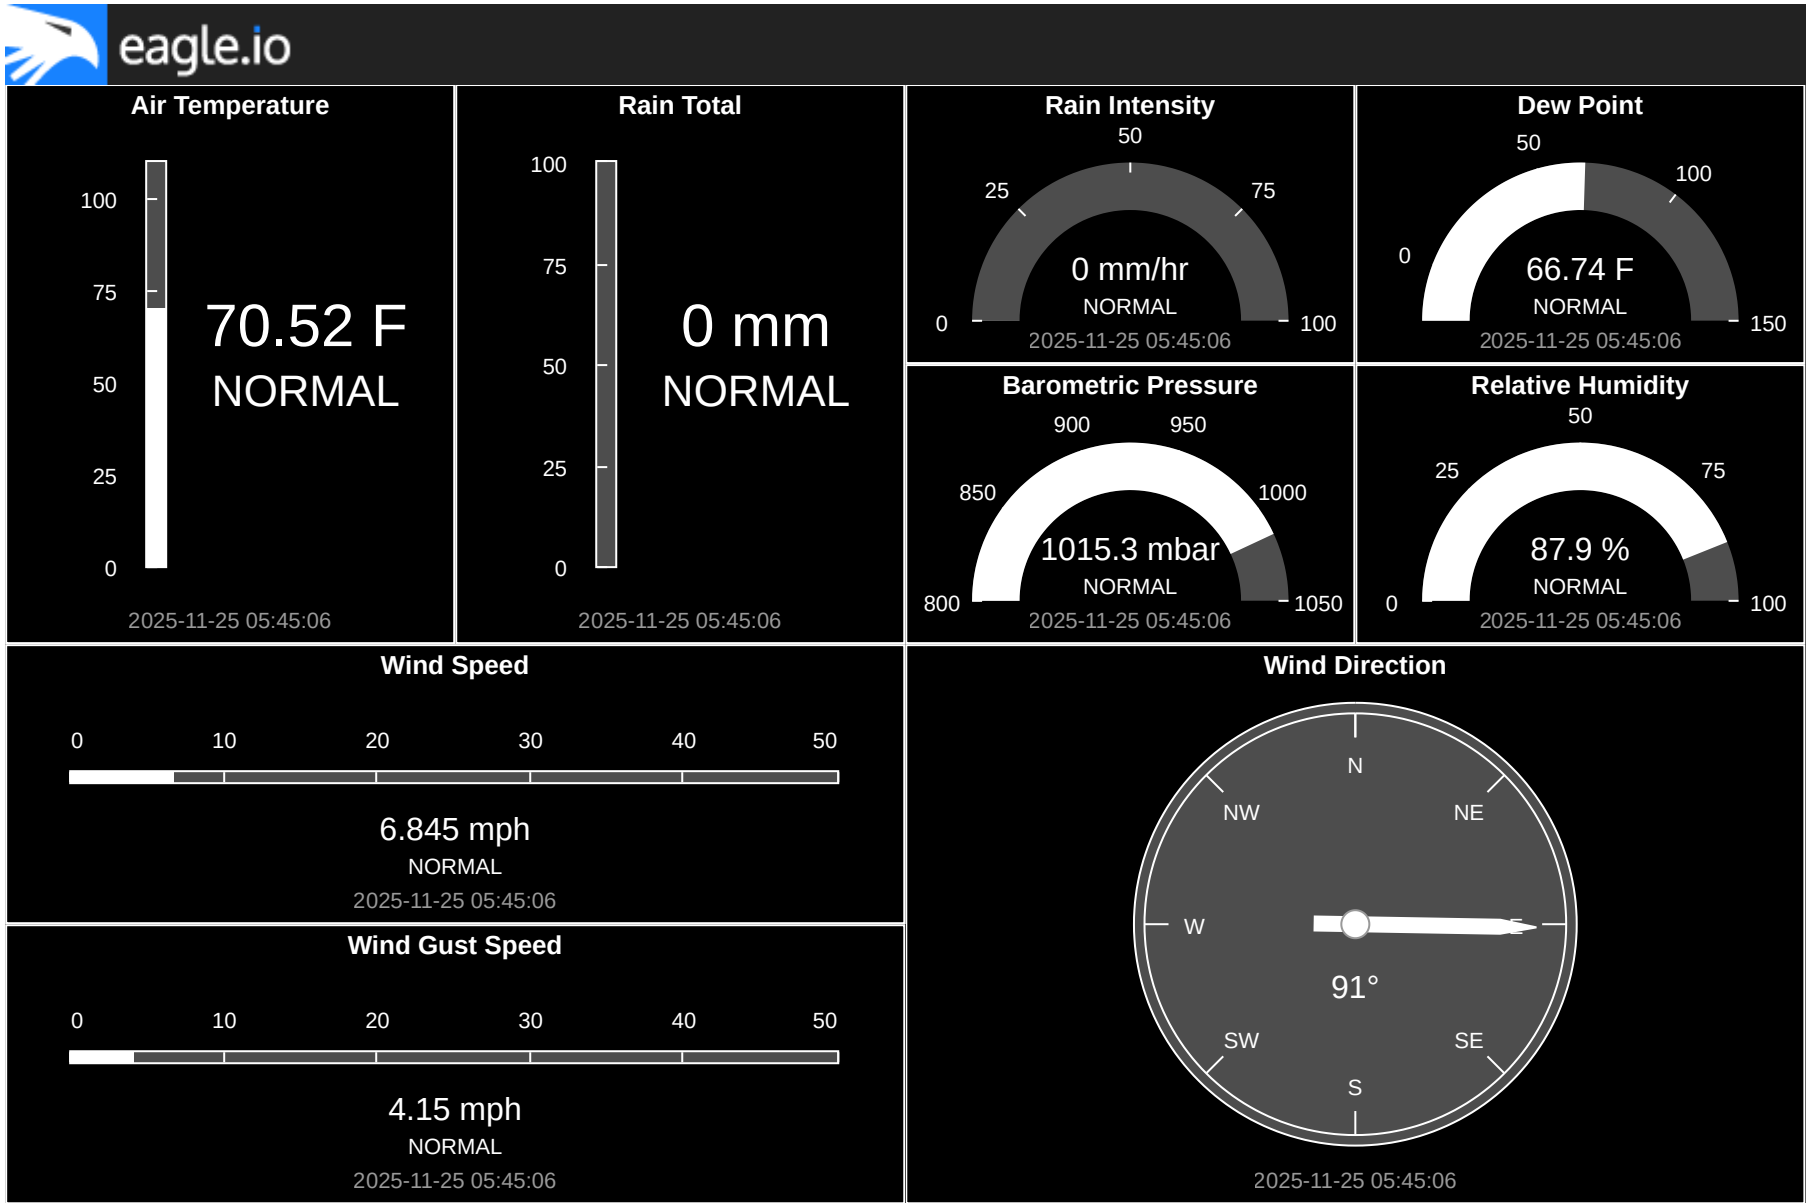 eagle.io
Air Temperature
100
75
50
25
0
70.52 F
NORMAL
2025-11-25 05:45:06
Rain Total
100
75
50
25
0
0 mm
NORMAL
2025-11-25 05:45:06
Rain Intensity
0
25
50
75
100
0 mm/hr
NORMAL
2025-11-25 05:45:06
Dew Point
0
50
100
150
66.74 F
NORMAL
2025-11-25 05:45:06
Barometric Pressure
800
850
900
950
1000
1050
1015.3 mbar
NORMAL
2025-11-25 05:45:06
Relative Humidity
0
25
50
75
100
87.9 %
NORMAL
2025-11-25 05:45:06
Wind Speed
0 10 20 30 40 50
6.845 mph
NORMAL
2025-11-25 05:45:06
Wind Gust Speed
0 10 20 30 40 50
4.15 mph
NORMAL
2025-11-25 05:45:06
Wind Direction
N
NW NE
W E
91°
SW SE
S
2025-11-25 05:45:06